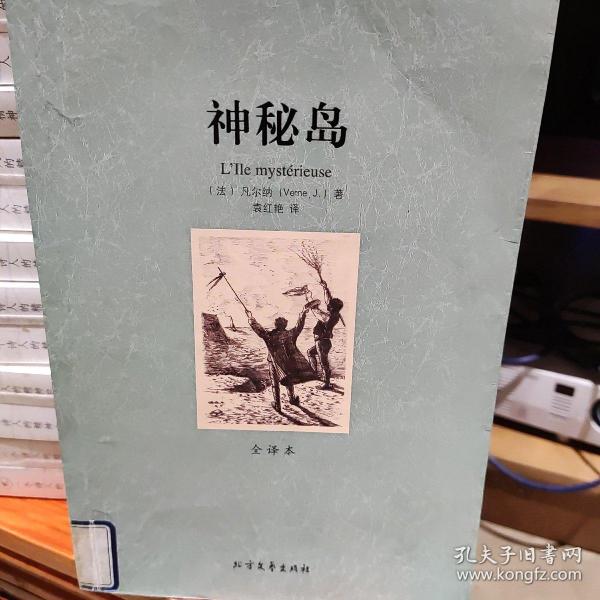 神秘岛
L'Ile mystérieuse
（法）凡尔纳（Verne, J.）著
袁红艳 译
全译本
北方文艺出版社
孔夫子旧书网
www.kongfz.com